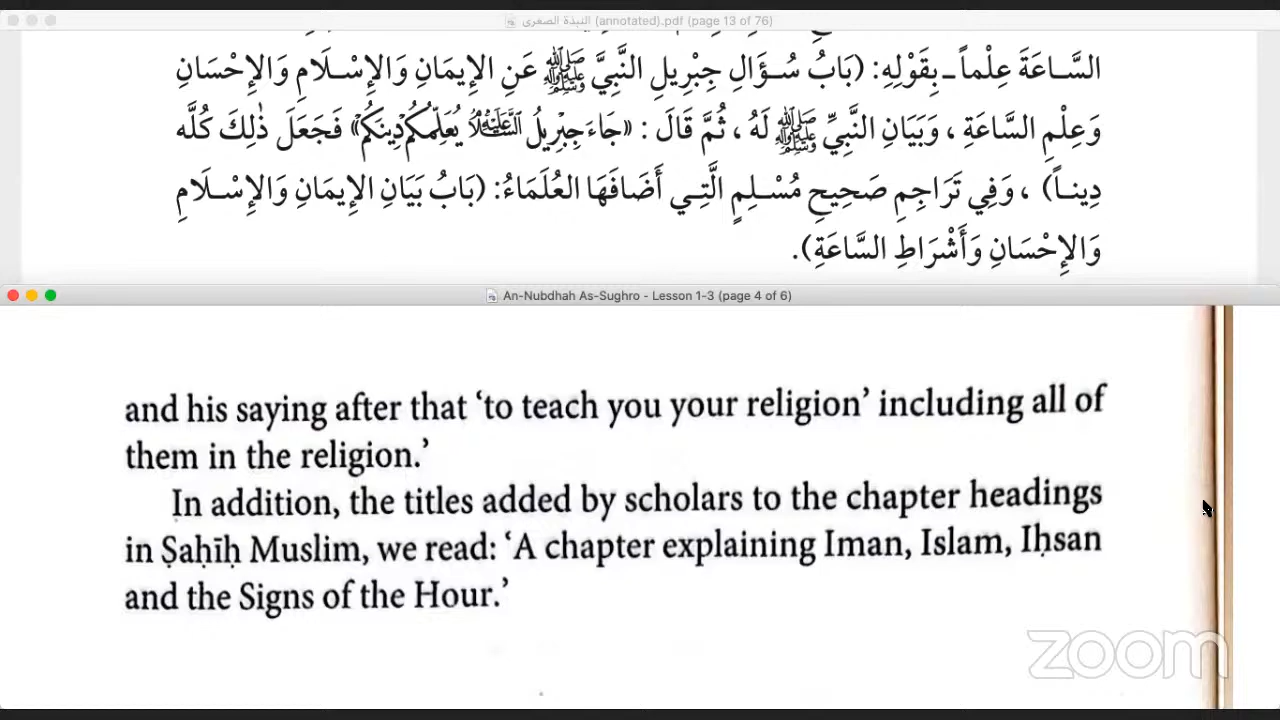 النبذة الصغرى (annotated).pdf (page 13 of 76)
السَّاعَةَ عِلْماً - بِقَوْلِهِ: (بَابُ سُؤَالِ جِبْرِيلِ النَّبِيَّ ﷺ عَنِ الإِيمَانِ وَالإِسْلَامِ وَالإِحْسَانِ
وَعِلْمِ السَّاعَةِ ، وَبَيَانِ النَّبِيِّ ﷺ لَهُ ، ثُمَّ قَالَ : «جَاءَ جِبْرِيلُ عَلَيْهِ السَّلَامُ يُعَلِّمُكُمْ دِينَكُمْ» فَجَعَلَ ذٰلِكَ كُلَّه
دِيناً) ، وَفِي تَرَاجِمِ صَحِيحِ مُسْلِمٍ الَّتِي أَضَافَهَا العُلَمَاءُ: (بَابُ بَيَانِ الإِيمَانِ وَالإِسْلَامِ
وَالإِحْسَانِ وَأَشْرَاطِ السَّاعَةِ).
An-Nubdhah As-Sughro - Lesson 1-3 (page 4 of 6)
and his saying after that ‘to teach you your religion’ including all of
them in the religion.’
In addition, the titles added by scholars to the chapter headings
in Ṣaḥīḥ Muslim, we read: ‘A chapter explaining Iman, Islam, Iḥsan
and the Signs of the Hour.’
zoom